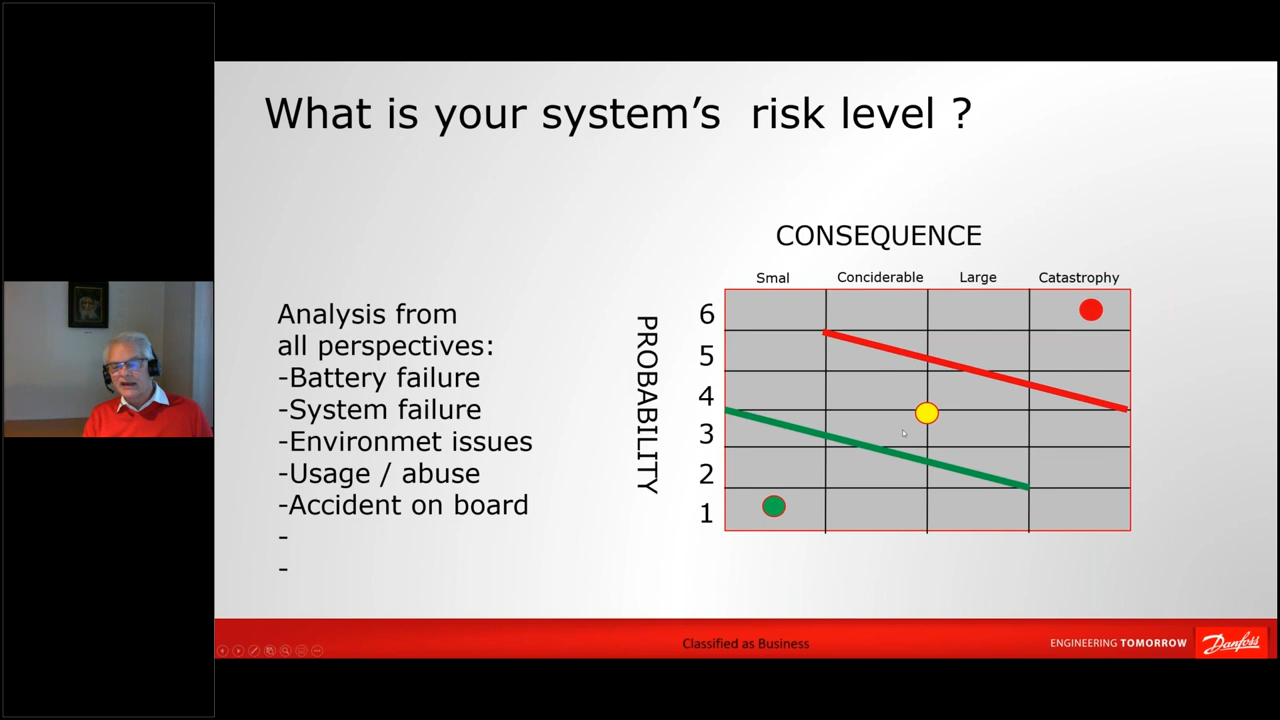 What is your system’s  risk level ?
CONSEQUENCE
Smal
Conciderable
Large
Catastrophy
Analysis from
all perspectives:
-Battery failure
-System failure
-Environmet issues
-Usage / abuse
-Accident on board
-
-
PROBABILITY
6
5
4
3
2
1
Classified as Business
ENGINEERING TOMORROW
Danfoss